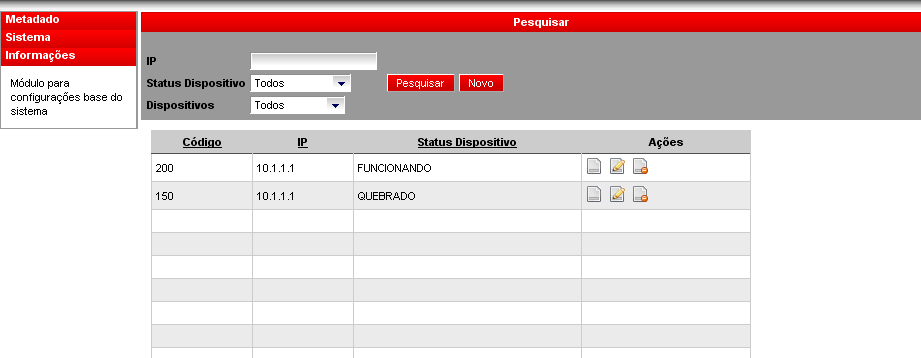 Metadado
Sistema
Informações
Módulo para
configurações base do
sistema
Pesquisar
IP
Status Dispositivo Todos Pesquisar Novo
Dispositivos Todos
Código IP Status Dispositivo Ações
200 10.1.1.1 FUNCIONANDO
150 10.1.1.1 QUEBRADO